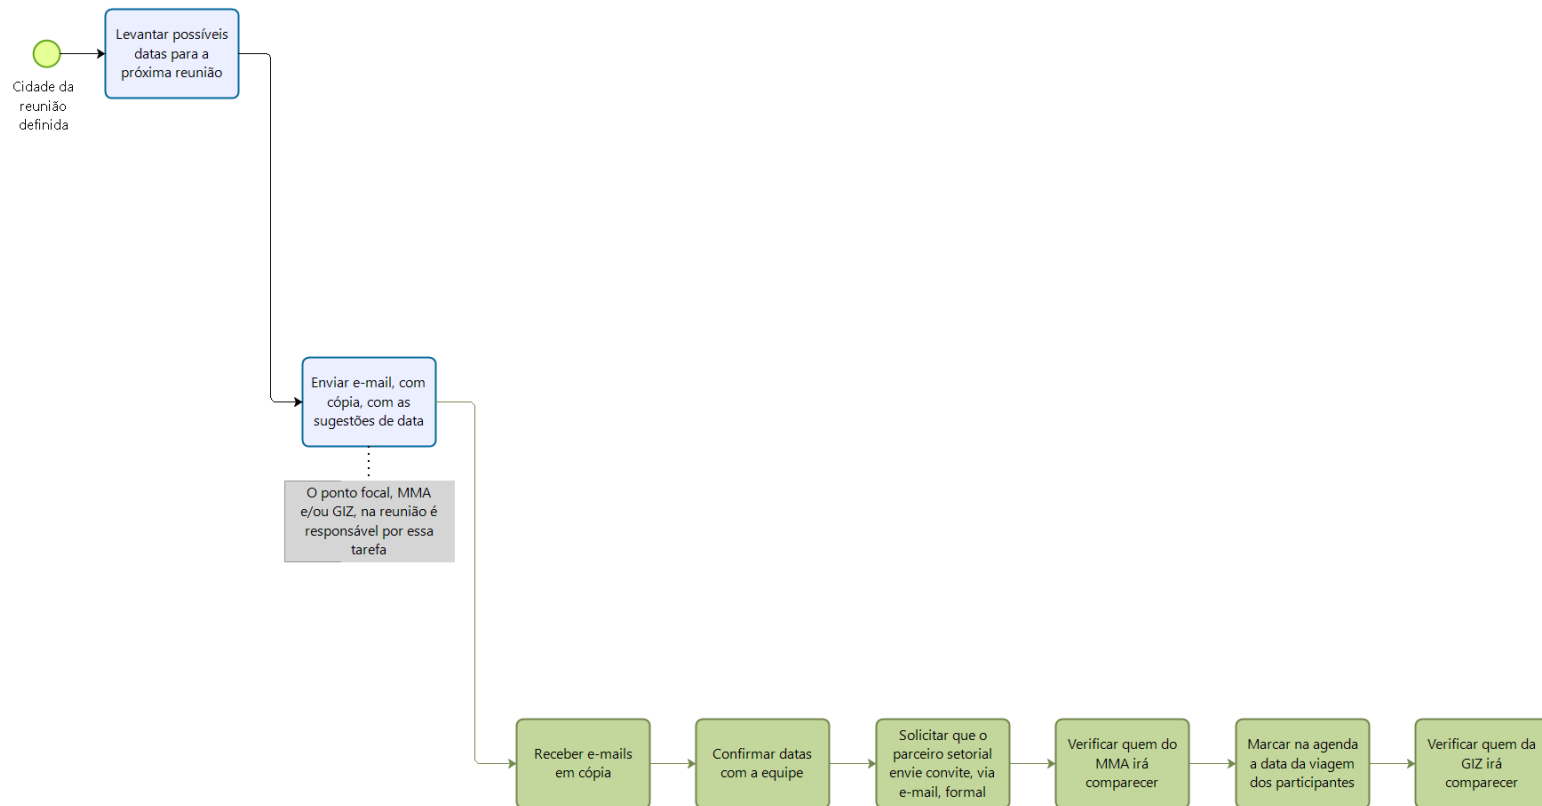 Levantar possíveis
datas para a
próxima reunião
Cidade da
reunião
definida
Enviar e-mail, com
cópia, com as
sugestões de data
O ponto focal, MMA
e/ou GIZ, na reunião é
responsável por essa
tarefa
Receber e-mails
em cópia
Confirmar datas
com a equipe
Solicitar que o
parceiro setorial
envie convite, via
e-mail, formal
Verificar quem do
MMA irá
comparecer
Marcar na agenda
a data da viagem
dos participantes
Verificar quem da
GIZ irá
comparecer